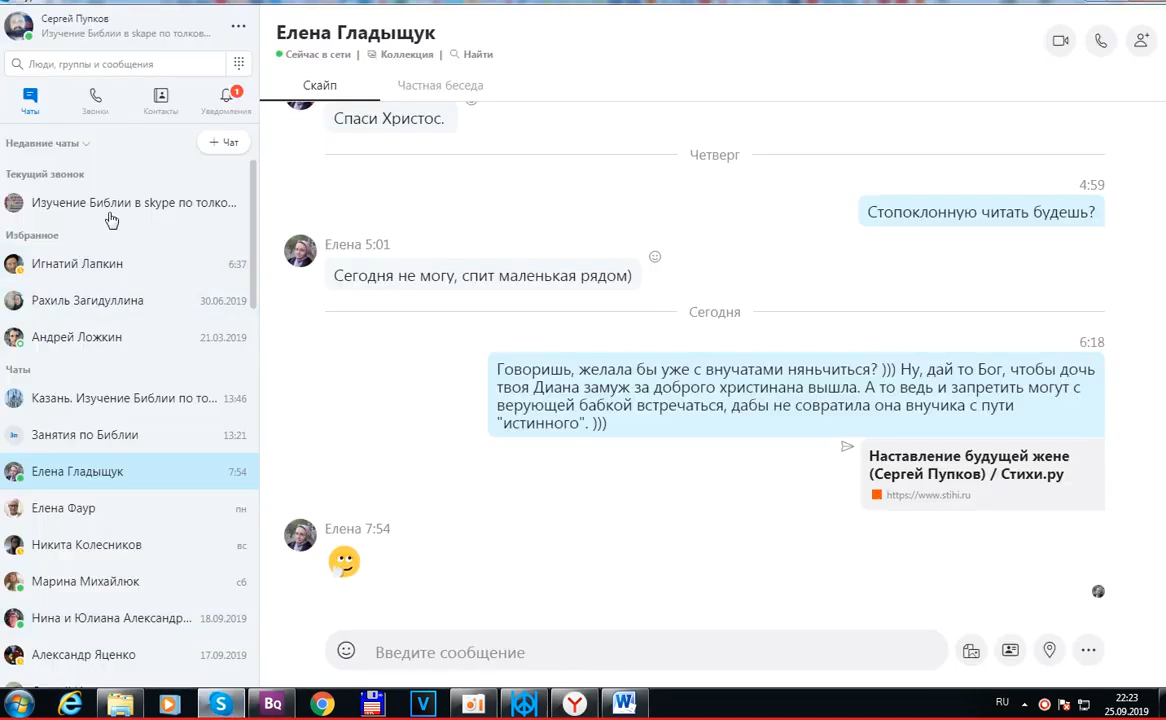 Сергей Пупков
Изучение Библии в skape по толков...
Люди, группы и сообщения
Чаты
Звонки
Контакты
1
Уведомления
Недавние чаты
+ Чат
Текущий звонок
Изучение Библии в skype по толко...
Избранное
Игнатий Лапкин 6:37
Рахиль Загидуллина 30.06.2019
Андрей Ложкин 21.03.2019
Чаты
Казань. Изучение Библии по то... 13:46
Занятия по Библии 13:21
Елена Гладыщук 7:54
Елена Фаур пн
Никита Колесников вс
Марина Михайлюк сб
Нина и Юлиана Александр... 18.09.2019
Александр Яценко 17.09.2019
Елена Гладыщук
Сейчас в сети | Коллекция | Найти
Скайп Частная беседа
Спаси Христос.
Четверг
4:59
Стопоклонную читать будешь?
Елена 5:01
Сегодня не могу, спит маленькая рядом)
Сегодня
6:18
Говоришь, желала бы уже с внучатами няньчиться? ))) Ну, дай то Бог, чтобы дочь
твоя Диана замуж за доброго христинана вышла. А то ведь и запретить могут с
верующей бабкой встречаться, дабы не совратила она внучика с пути
"истинного". )))
Наставление будущей жене
(Сергей Пупков) / Стихи.ру
https://www.stihi.ru
Елена 7:54
Введите сообщение
RU
22:23
25.09.2019